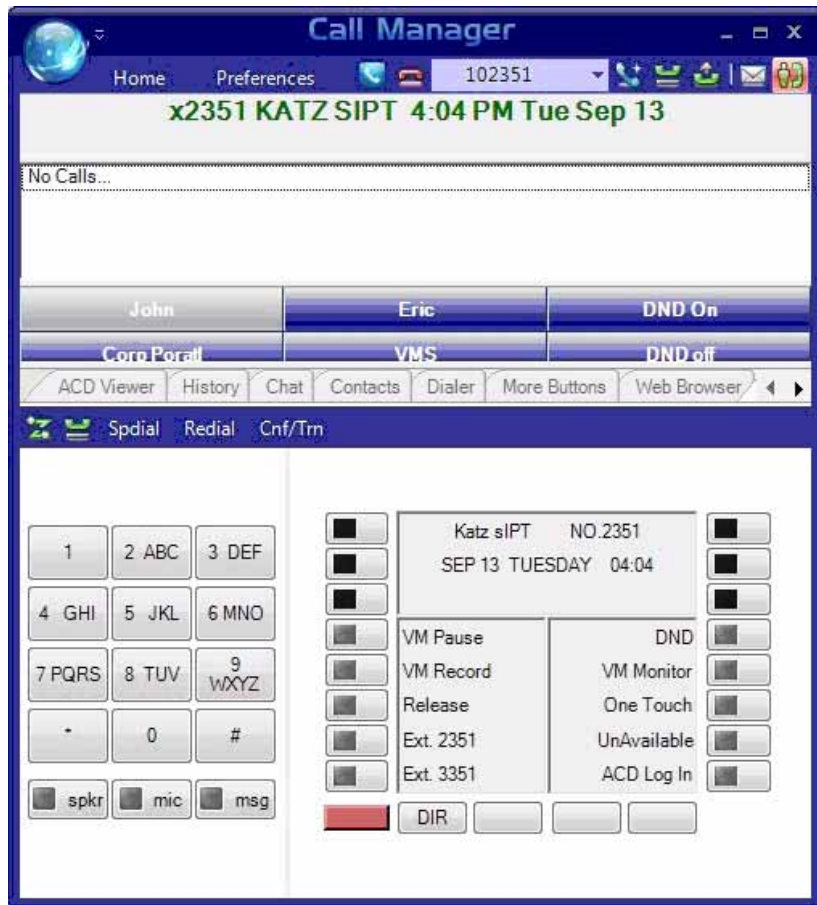 Call Manager
Home Preferences 102351
x2351 KATZ SIPT 4:04 PM Tue Sep 13
No Calls...
John Eric DND On
Corp Poratl VMS DND off
ACD Viewer History Chat Contacts Dialer More Buttons Web Browser
Spdial Redial Cnf/Trn
Katz sIPT NO.2351
SEP 13 TUESDAY 04:04
1 2 ABC 3 DEF
4 GHI 5 JKL 6 MNO
7 PQRS 8 TUV 9 WXYZ
* 0 #
spkr mic msg
VM Pause DND
VM Record VM Monitor
Release One Touch
Ext. 2351 UnAvailable
Ext. 3351 ACD Log In
DIR